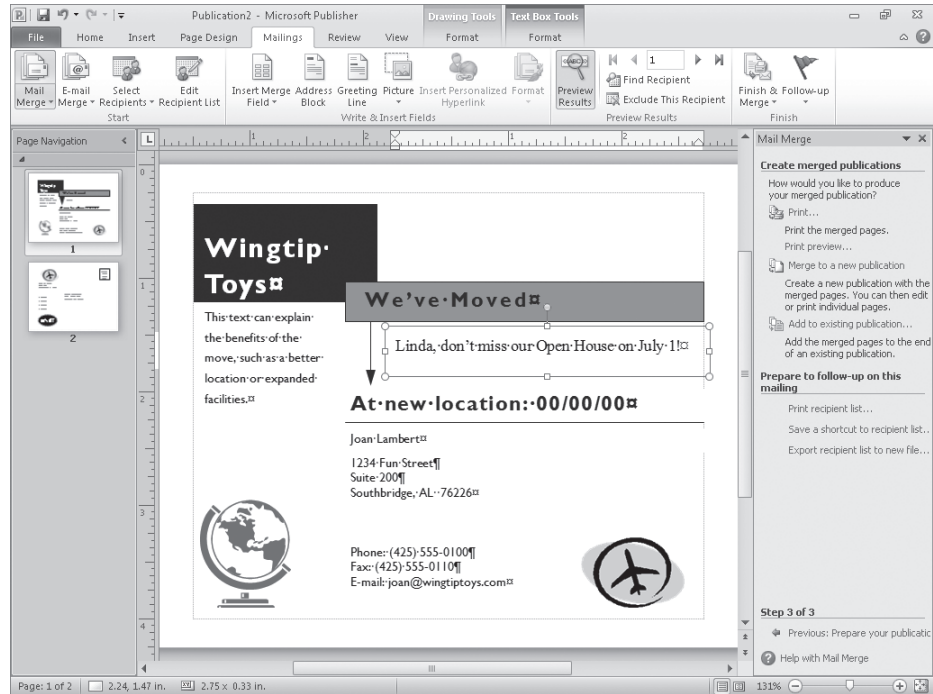 Publication2 - Microsoft Publisher
Drawing Tools Text Box Tools
File Home Insert Page Design Mailings Review View Format Format
Mail Merge
E-mail Merge
Select Recipients
Edit Recipient List
Start
Insert Merge Field
Address Block
Greeting Line
Picture
Insert Personalized Hyperlink
Format
Write & Insert Fields
Preview Results
1
Find Recipient
Exclude This Recipient
Preview Results
Finish & Merge
Follow-up
Finish
Page Navigation
1
2
L
1 2 1 2
0
1
2
3
4
Wingtip·
Toys¤
We've·Moved¤
This·text·can·explain·
the·benefits·of·the·
move,·such·as·a·better·
location·or·expanded·
facilities.¤
Linda,·don't·miss·our·Open·House·on·July·1!¤
At·new·location:·00/00/00¤
Joan·Lambert¤
1234·Fun·Street¶
Suite·200¶
Southbridge,·AL··76226¤
Phone:·(425)·555-0100¶
Fax:·(425)·555-0110¶
E-mail:·joan@wingtiptoys.com¤
Mail Merge
Create merged publications
How would you like to produce
your merged publication?
Print...
Print the merged pages.
Print preview...
Merge to a new publication
Create a new publication with the
merged pages. You can then edit
or print individual pages.
Add to existing publication...
Add the merged pages to the end
of an existing publication.
Prepare to follow-up on this
mailing
Print recipient list...
Save a shortcut to recipient list..
Export recipient list to new file...
Step 3 of 3
Previous: Prepare your publicatic
Help with Mail Merge
Page: 1 of 2 2.24, 1.47 in. 2.75 x 0.33 in. 131%